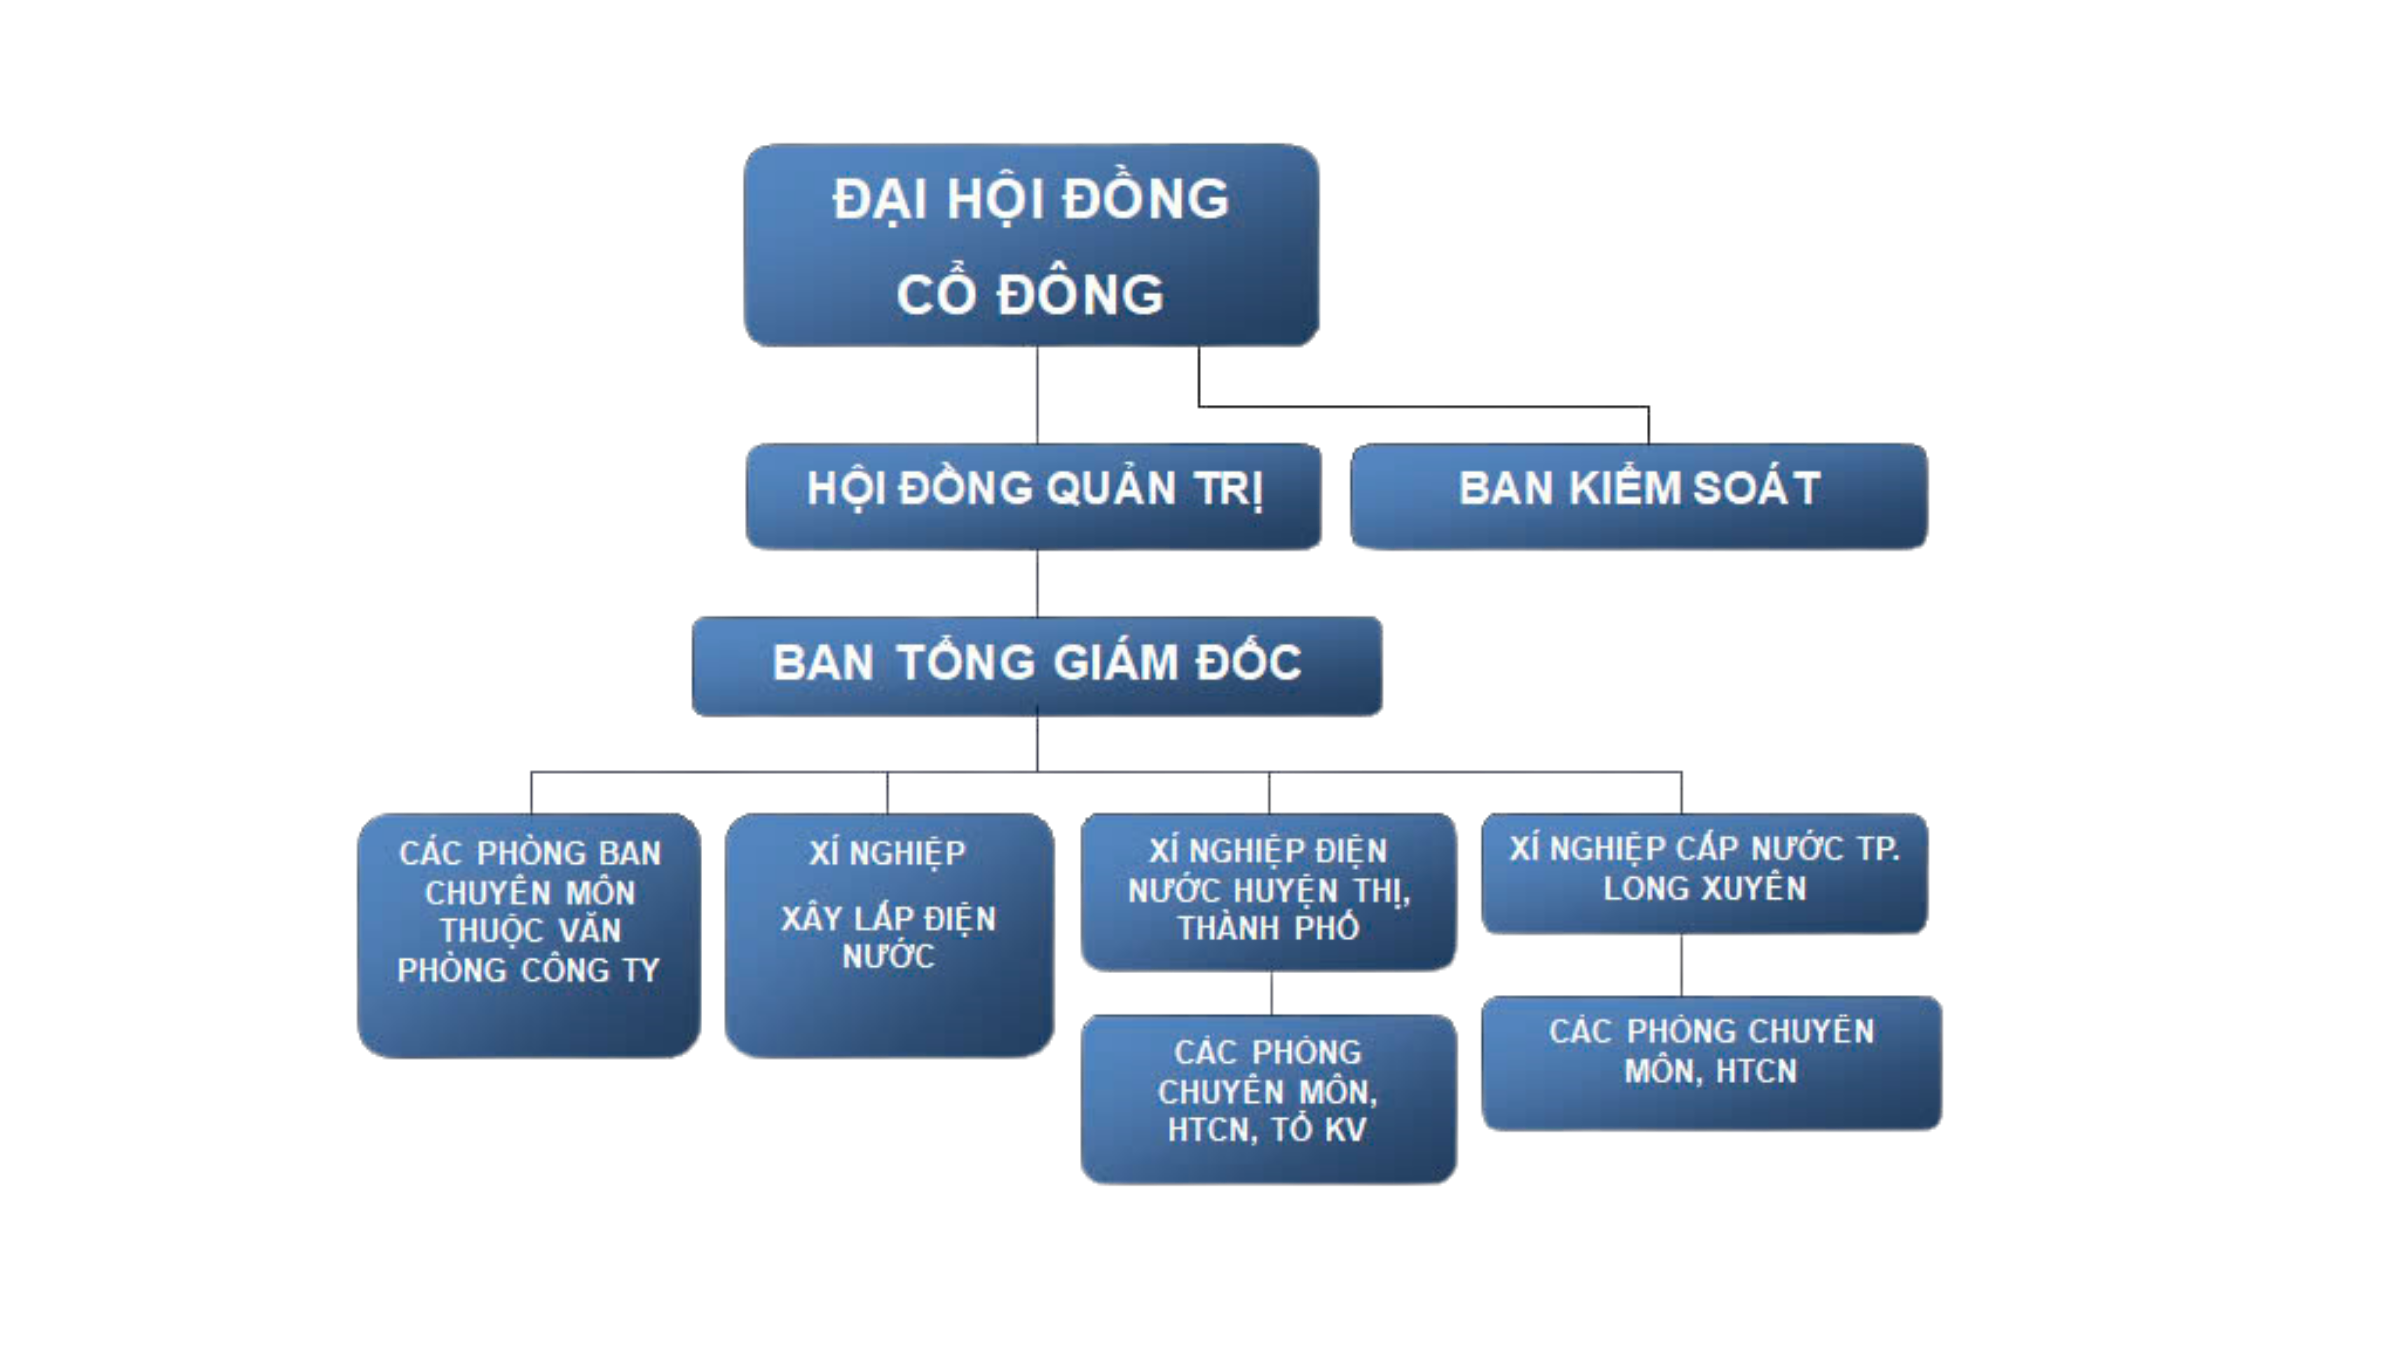 ĐẠI HỘI ĐỒNG
CỔ ĐÔNG
HỘI ĐỒNG QUẢN TRỊ
BAN KIỂM SOÁT
BAN TỔNG GIÁM ĐỐC
CÁC PHÒNG BAN
CHUYÊN MÔN
THUỘC VĂN
PHÒNG CÔNG TY
XÍ NGHIỆP
XÂY LẮP ĐIỆN
NƯỚC
XÍ NGHIỆP ĐIỆN
NƯỚC HUYỆN THỊ,
THÀNH PHỐ
XÍ NGHIỆP CẤP NƯỚC TP.
LONG XUYÊN
CÁC PHÒNG
CHUYÊN MÔN,
HTCN, TỔ KV
CÁC PHÒNG CHUYÊN
MÔN, HTCN